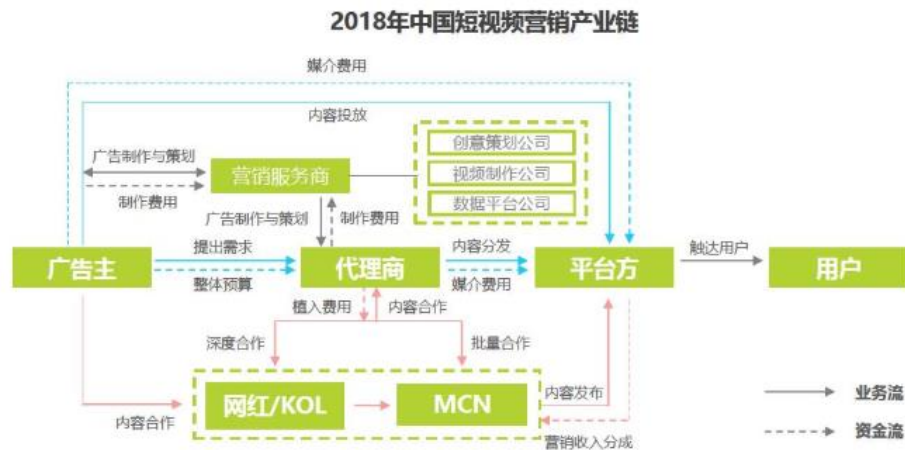 2018年中国短视频营销产业链
媒介费用
内容投放
创意策划公司
广告制作与策划
营销服务商
视频制作公司
制作费用
数据平台公司
广告制作与策划
制作费用
提出需求
内容分发
触达用户
广告主
代理商
平台方
用户
整体预算
媒介费用
植入费用
内容合作
深度合作
批量合作
网红/KOL
MCN
内容发布
业务流
内容合作
营销收入分成
资金流